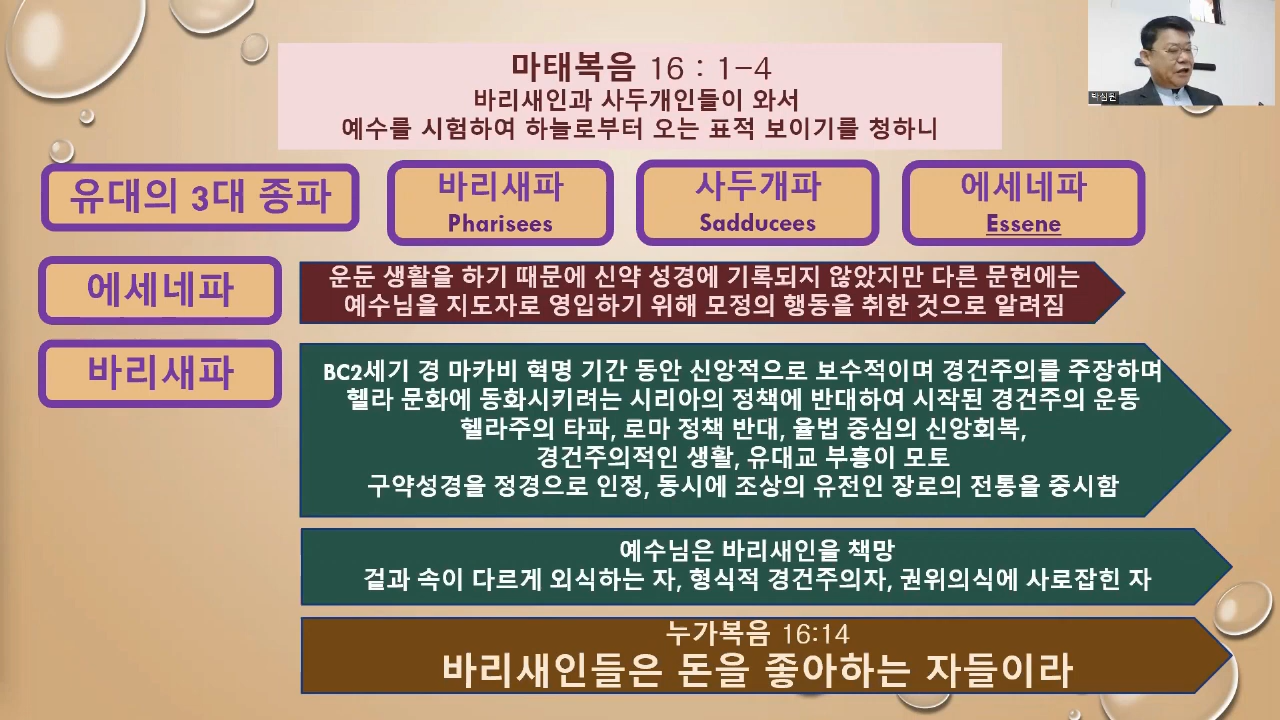 마태복음 16 : 1-4
바리새인과 사두개인들이 와서
예수를 시험하여 하늘로부터 오는 표적 보이기를 청하니
박심원
유대의 3대 종파
바리새파
Pharisees
사두개파
Sadducees
에세네파
Essene
에세네파
운둔 생활을 하기 때문에 신약 성경에 기록되지 않았지만 다른 문헌에는
예수님을 지도자로 영입하기 위해 모정의 행동을 취한 것으로 알려짐
바리새파
BC2세기 경 마카비 혁명 기간 동안 신앙적으로 보수적이며 경건주의를 주장하며
헬라 문화에 동화시키려는 시리아의 정책에 반대하여 시작된 경건주의 운동
헬라주의 타파, 로마 정책 반대, 율법 중심의 신앙회복,
경건주의적인 생활, 유대교 부흥이 모토
구약성경을 정경으로 인정, 동시에 조상의 유전인 장로의 전통을 중시함
예수님은 바리새인을 책망
겉과 속이 다르게 외식하는 자, 형식적 경건주의자, 권위의식에 사로잡힌 자
누가복음 16:14
바리새인들은 돈을 좋아하는 자들이라